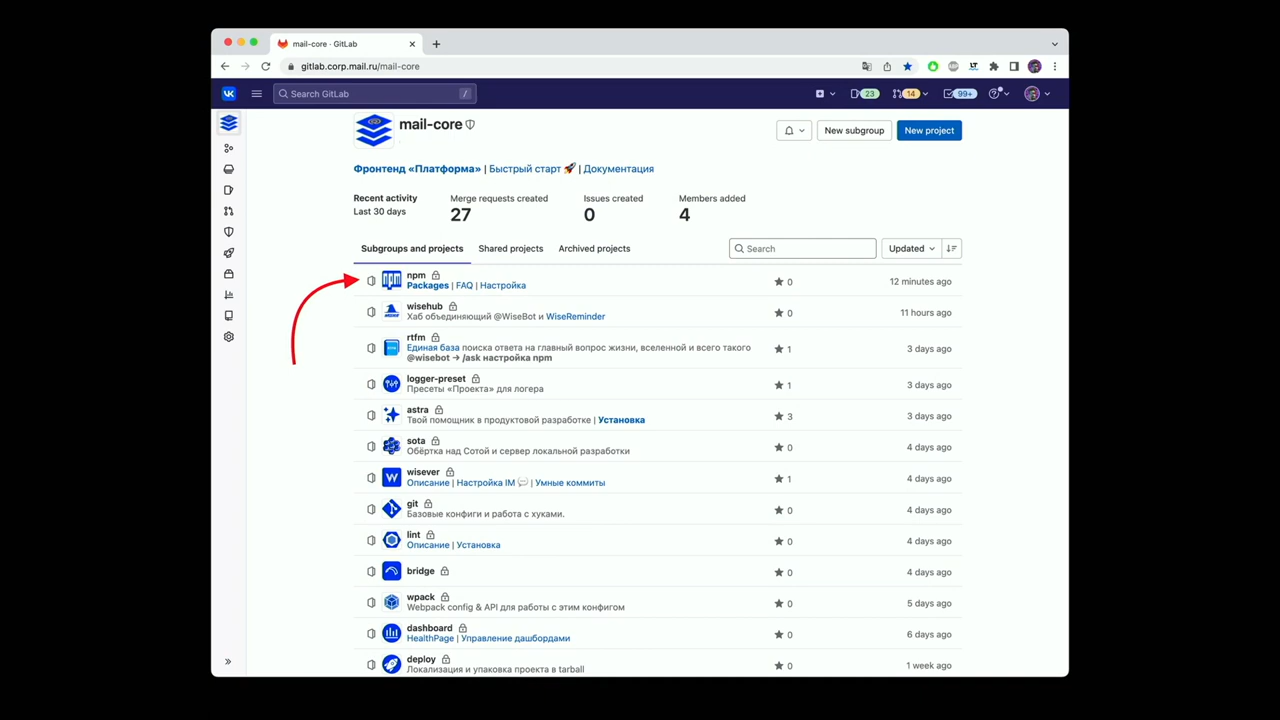 mail-core · GitLab
gitlab.corp.mail.ru/mail-core
Search GitLab /
23 14 99+
mail-core
New subgroup New project
Фронтенд «Платформа» | Быстрый старт 🚀 | Документация
Recent activity Merge requests created Issues created Members added
Last 30 days 27 0 4
Subgroups and projects Shared projects Archived projects Search Updated
npm
Packages | FAQ | Настройка 0 12 minutes ago
wisehub
Хаб объединяющий @WiseBot и WiseReminder 0 11 hours ago
rtfm
Единая база поиска ответа на главный вопрос жизни, вселенной и всего такого 1 3 days ago
@wisebot → /ask настройка npm
logger-preset
Пресеты «Проекта» для логера 1 3 days ago
astra
Твой помощник в продуктовой разработке | Установка 3 3 days ago
sota
Обёртка над Сотой и сервер локальной разработки 0 4 days ago
wisever
Описание | Настройка IM 💬 | Умные коммиты 1 4 days ago
git
Базовые конфиги и работа с хуками. 0 4 days ago
lint
Описание | Установка 0 4 days ago
bridge 0 4 days ago
wpack
Webpack config & API для работы с этим конфигом 0 5 days ago
dashboard
HealthPage | Управление дашбордами 0 6 days ago
deploy
Локализация и упаковка проекта в tarball 0 1 week ago